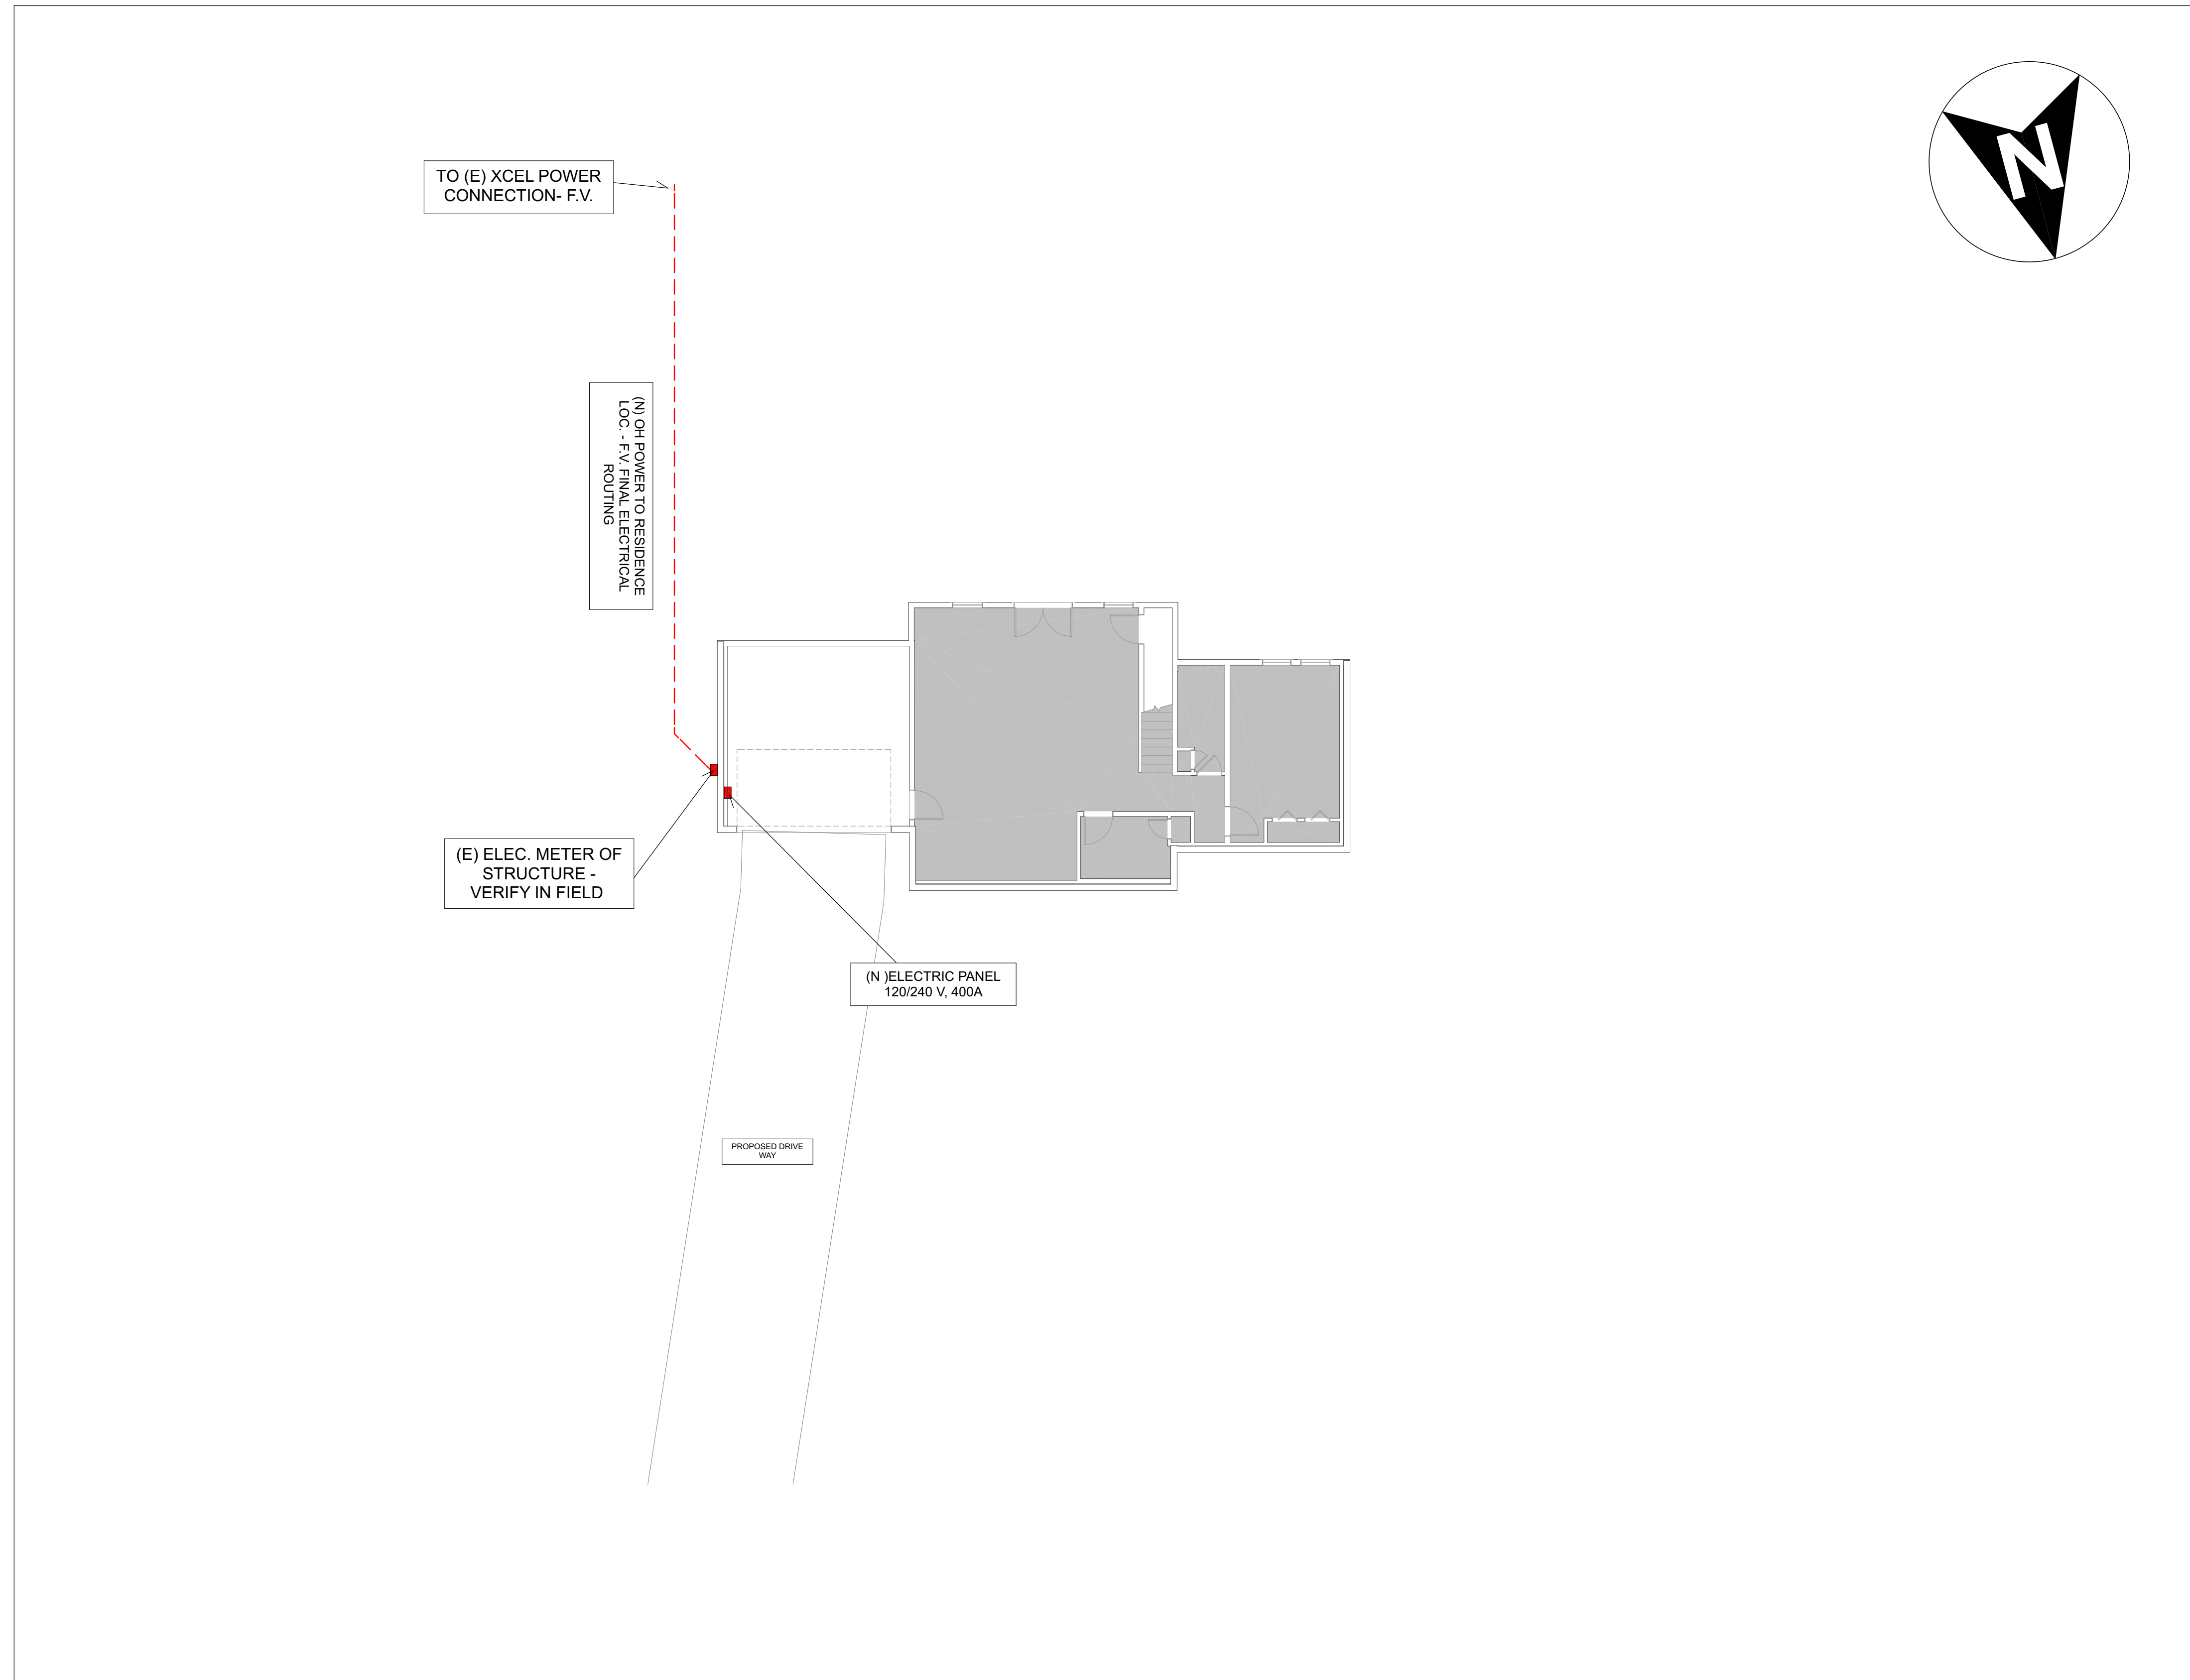 N
TO (E) XCEL POWER
CONNECTION- F.V.
(N) OH POWER TO RESIDENCE
LOC. - F.V. FINAL ELECTRICAL
ROUTING
(E) ELEC. METER OF
STRUCTURE -
VERIFY IN FIELD
(N )ELECTRIC PANEL
120/240 V, 400A
PROPOSED DRIVE
WAY